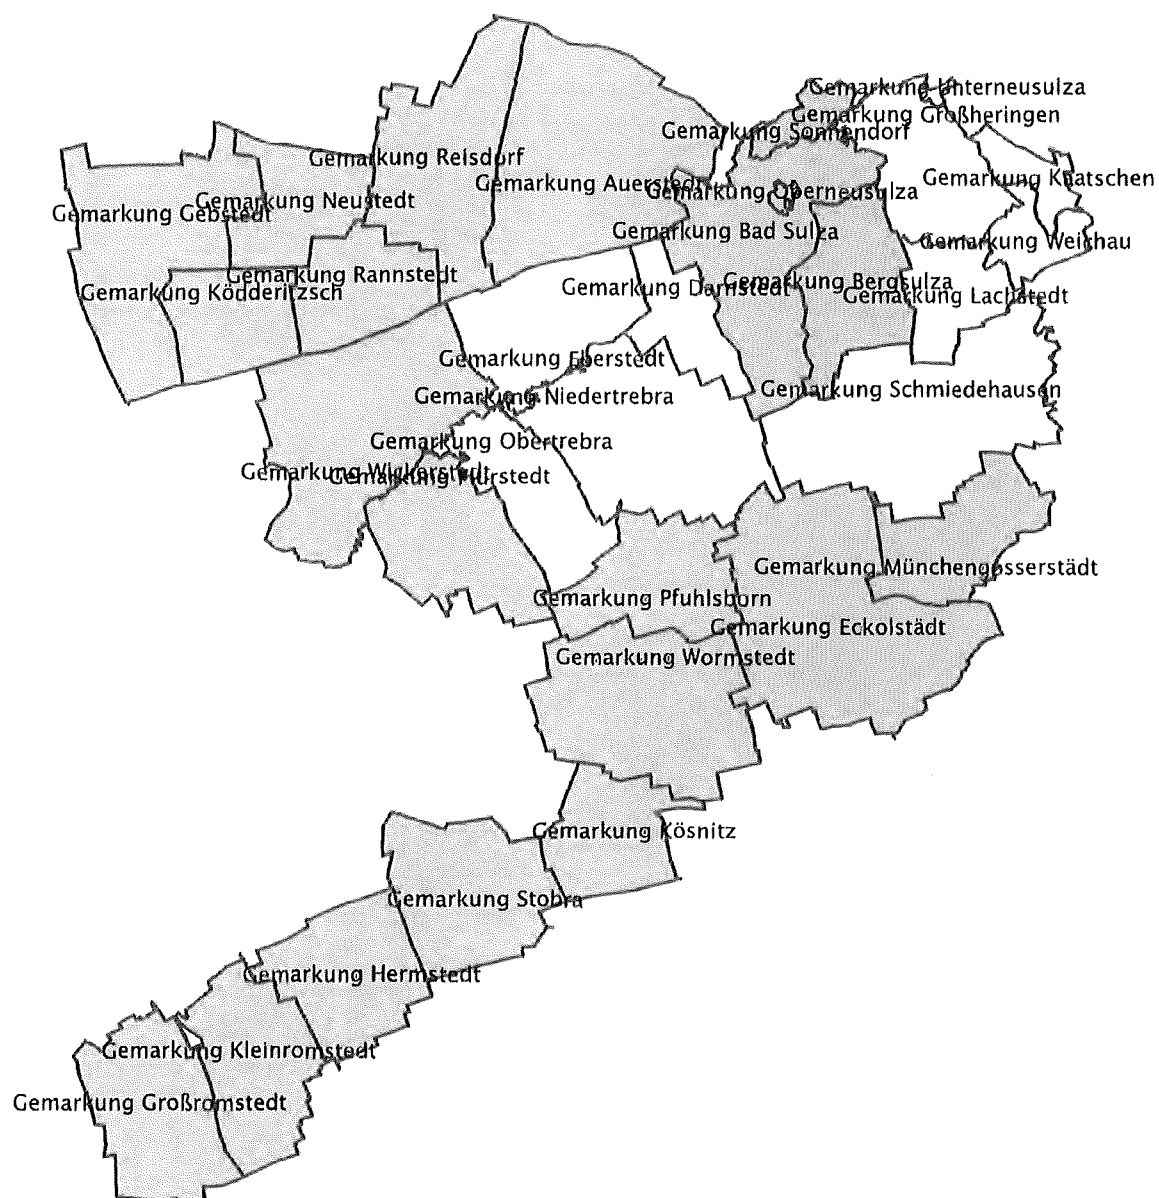 Gemarkung Unterneusulza
Gemarkung Großheringen
Gemarkung Sonnendorf
Gemarkung Reisdorf
Gemarkung Kaatschen
Gemarkung Auerstedt
Gemarkung Oberneusulza
Gemarkung Neustedt
Gemarkung Gebstedt
Gemarkung Bad Sulza
Gemarkung Weichau
Gemarkung Rannstedt
Gemarkung Bergsulza
Gemarkung Darnstedt
Gemarkung Ködderitzsch
Gemarkung Lachstedt
Gemarkung Eberstedt
Gemarkung Schmiedehausen
Gemarkung Niedertrebra
Gemarkung Obertrebra
Gemarkung Wickerstedt
Gemarkung Flurstedt
Gemarkung Münchengosserstädt
Gemarkung Pfuhlsborn
Gemarkung Eckolstädt
Gemarkung Wormstedt
Gemarkung Kösnitz
Gemarkung Stobra
Gemarkung Hermstedt
Gemarkung Kleinromstedt
Gemarkung Großromstedt